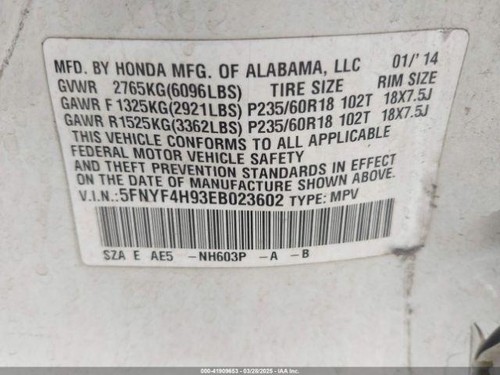 MFD. BY HONDA MFG. OF ALABAMA, LLC 01/'14
GVWR 2765KG(6096LBS) TIRE SIZE RIM SIZE
GAWR F 1325KG(2921LBS) P235/60R18 102T 18X7.5J
GAWR R1525KG(3362LBS) P235/60R18 102T 18X7.5J
THIS VEHICLE CONFORMS TO ALL APPLICABLE
FEDERAL MOTOR VEHICLE SAFETY
AND THEFT PREVENTION STANDARDS IN EFFECT
ON THE DATE OF MANUFACTURE SHOWN ABOVE.
V.I.N.:5FNYF4H93EB023602 TYPE: MPV
SZA E AE5 -NH603P -A -B
000-41909653 - 03/26/2025 - IAA Inc.